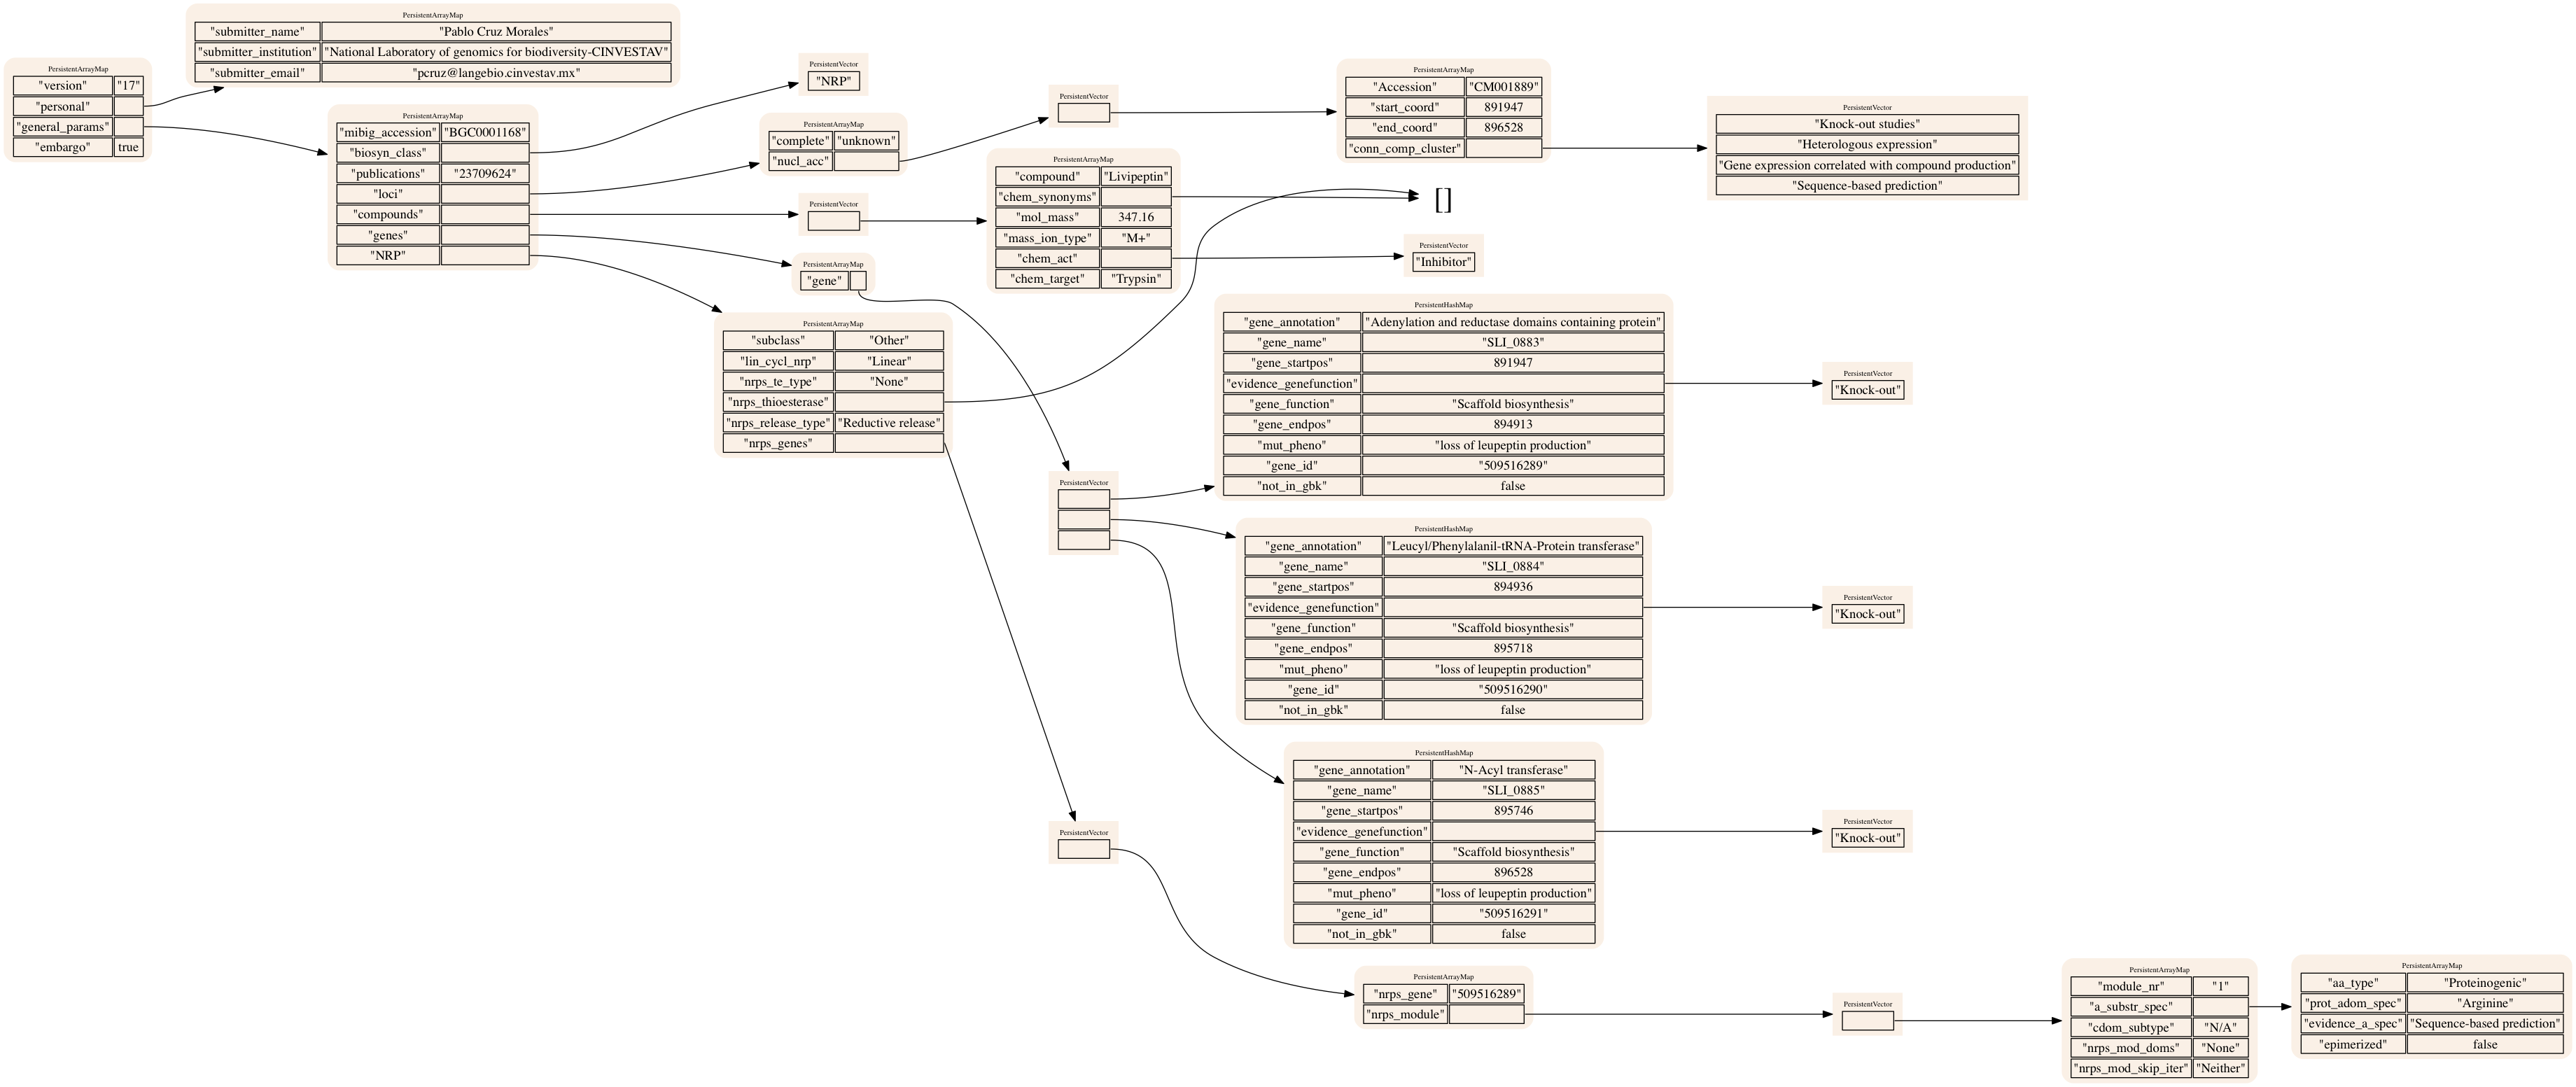 PersistentArrayMap
"version" "17"
"personal"
"general_params"
"embargo" true
PersistentArrayMap
"submitter_name" "Pablo Cruz Morales"
"submitter_institution" "National Laboratory of genomics for biodiversity-CINVESTAV"
"submitter_email" "pcruz@langebio.cinvestav.mx"
PersistentArrayMap
"mibig_accession" "BGC0001168"
"biosyn_class"
"publications" "23709624"
"loci"
"compounds"
"genes"
"NRP"
PersistentVector
"NRP"
PersistentArrayMap
"complete" "unknown"
"nucl_acc"
PersistentVector
PersistentArrayMap
"gene"
PersistentArrayMap
"subclass" "Other"
"lin_cycl_nrp" "Linear"
"nrps_te_type" "None"
"nrps_thioesterase"
"nrps_release_type" "Reductive release"
"nrps_genes"
PersistentVector
PersistentArrayMap
"compound" "Livipeptin"
"chem_synonyms"
"mol_mass" 347.16
"mass_ion_type" "M+"
"chem_act"
"chem_target" "Trypsin"
PersistentVector
PersistentVector
PersistentArrayMap
"Accession" "CM001889"
"start_coord" 891947
"end_coord" 896528
"conn_comp_cluster"
[]
PersistentVector
"Inhibitor"
PersistentVector
"Knock-out studies"
"Heterologous expression"
"Gene expression correlated with compound production"
"Sequence-based prediction"
PersistentHashMap
"gene_annotation" "Adenylation and reductase domains containing protein"
"gene_name" "SLI_0883"
"gene_startpos" 891947
"evidence_genefunction"
"gene_function" "Scaffold biosynthesis"
"gene_endpos" 894913
"mut_pheno" "loss of leupeptin production"
"gene_id" "509516289"
"not_in_gbk" false
PersistentVector
"Knock-out"
PersistentHashMap
"gene_annotation" "Leucyl/Phenylalanil-tRNA-Protein transferase"
"gene_name" "SLI_0884"
"gene_startpos" 894936
"evidence_genefunction"
"gene_function" "Scaffold biosynthesis"
"gene_endpos" 895718
"mut_pheno" "loss of leupeptin production"
"gene_id" "509516290"
"not_in_gbk" false
PersistentVector
"Knock-out"
PersistentHashMap
"gene_annotation" "N-Acyl transferase"
"gene_name" "SLI_0885"
"gene_startpos" 895746
"evidence_genefunction"
"gene_function" "Scaffold biosynthesis"
"gene_endpos" 896528
"mut_pheno" "loss of leupeptin production"
"gene_id" "509516291"
"not_in_gbk" false
PersistentVector
"Knock-out"
PersistentArrayMap
"nrps_gene" "509516289"
"nrps_module"
PersistentVector
PersistentArrayMap
"module_nr" "1"
"a_substr_spec"
"cdom_subtype" "N/A"
"nrps_mod_doms" "None"
"nrps_mod_skip_iter" "Neither"
PersistentArrayMap
"aa_type" "Proteinogenic"
"prot_adom_spec" "Arginine"
"evidence_a_spec" "Sequence-based prediction"
"epimerized" false